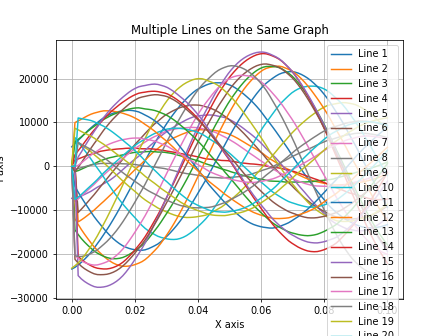 Multiple Lines on the Same Graph
20000
10000
0
−10000
−20000
−30000
0.00
0.02
0.04
0.06
X axis
Line 1
Line 2
Line 3
Line 4
Line 5
Line 6
Line 7
Line 8
Line 9
Line 10
Line 11
Line 12
Line 13
Line 14
Line 15
Line 16
Line 17
Line 18
Line 19
Line 20